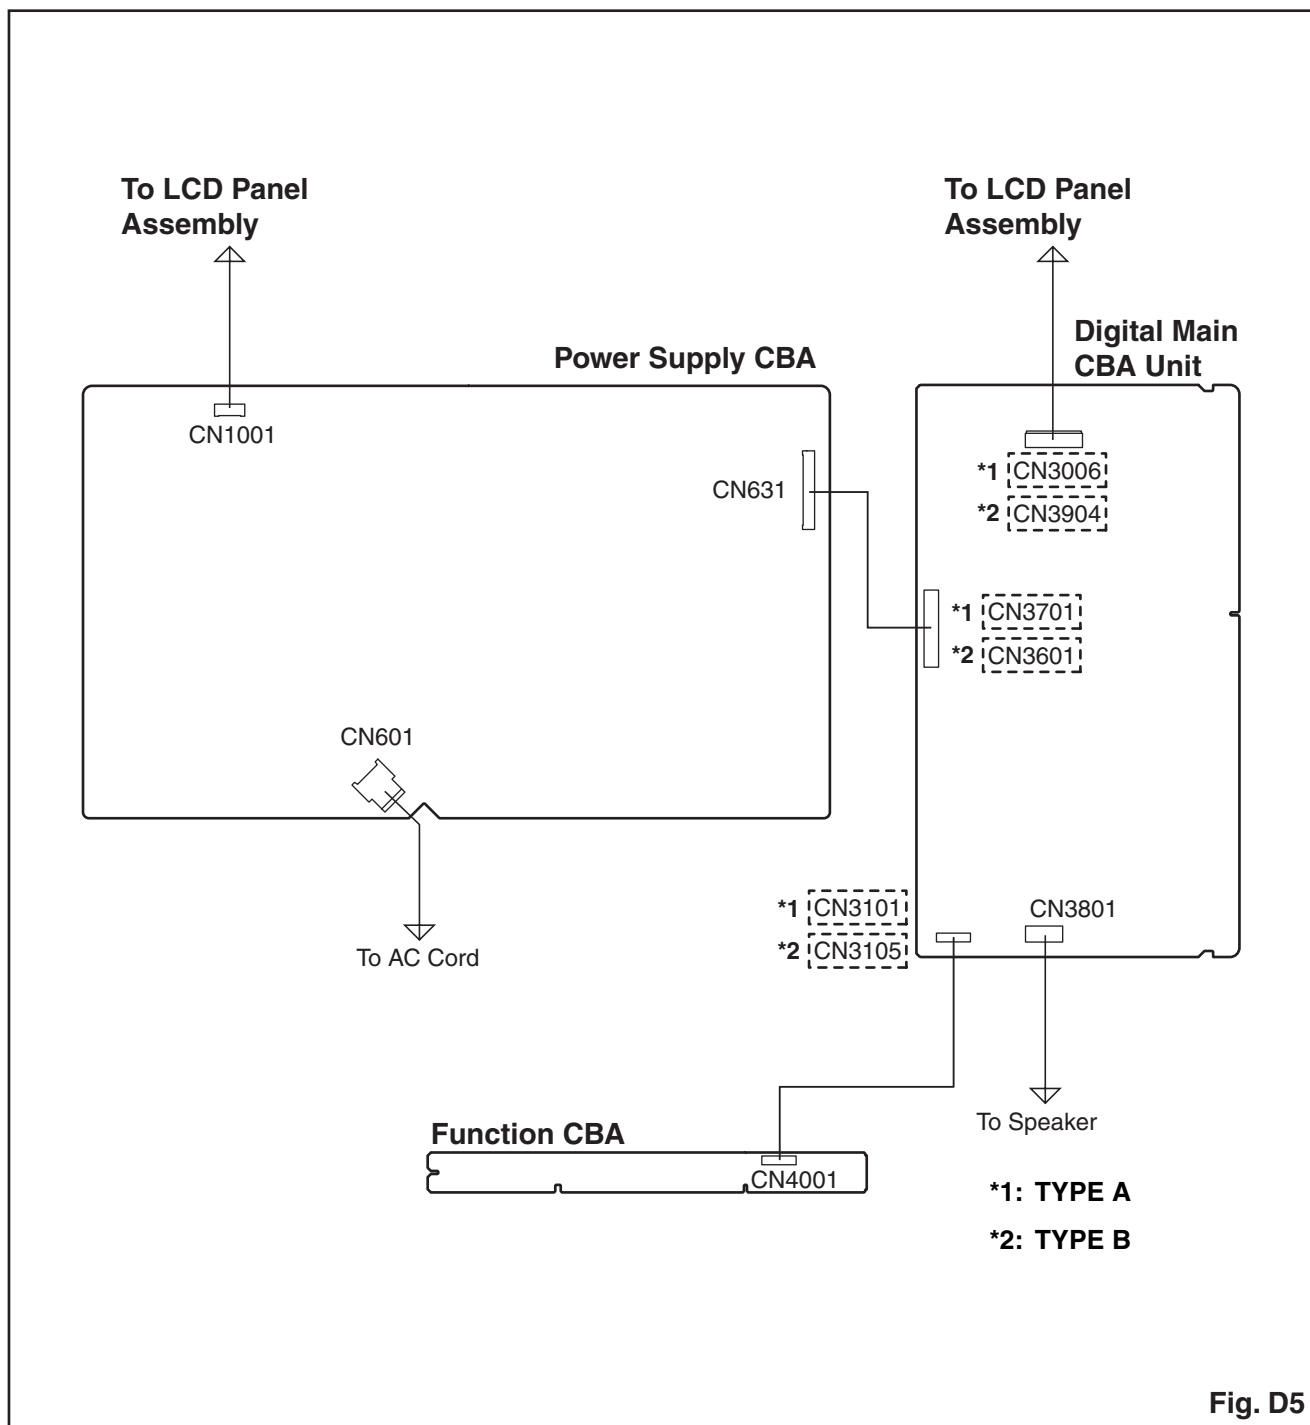 To LCD Panel
Assembly
To LCD Panel
Assembly
Power Supply CBA
Digital Main
CBA Unit
CN1001
CN631
*1 CN3006
*2 CN3904
*1 CN3701
*2 CN3601
CN601
To AC Cord
*1 CN3101
*2 CN3105
CN3801
To Speaker
Function CBA
CN4001
*1: TYPE A
*2: TYPE B
Fig. D5